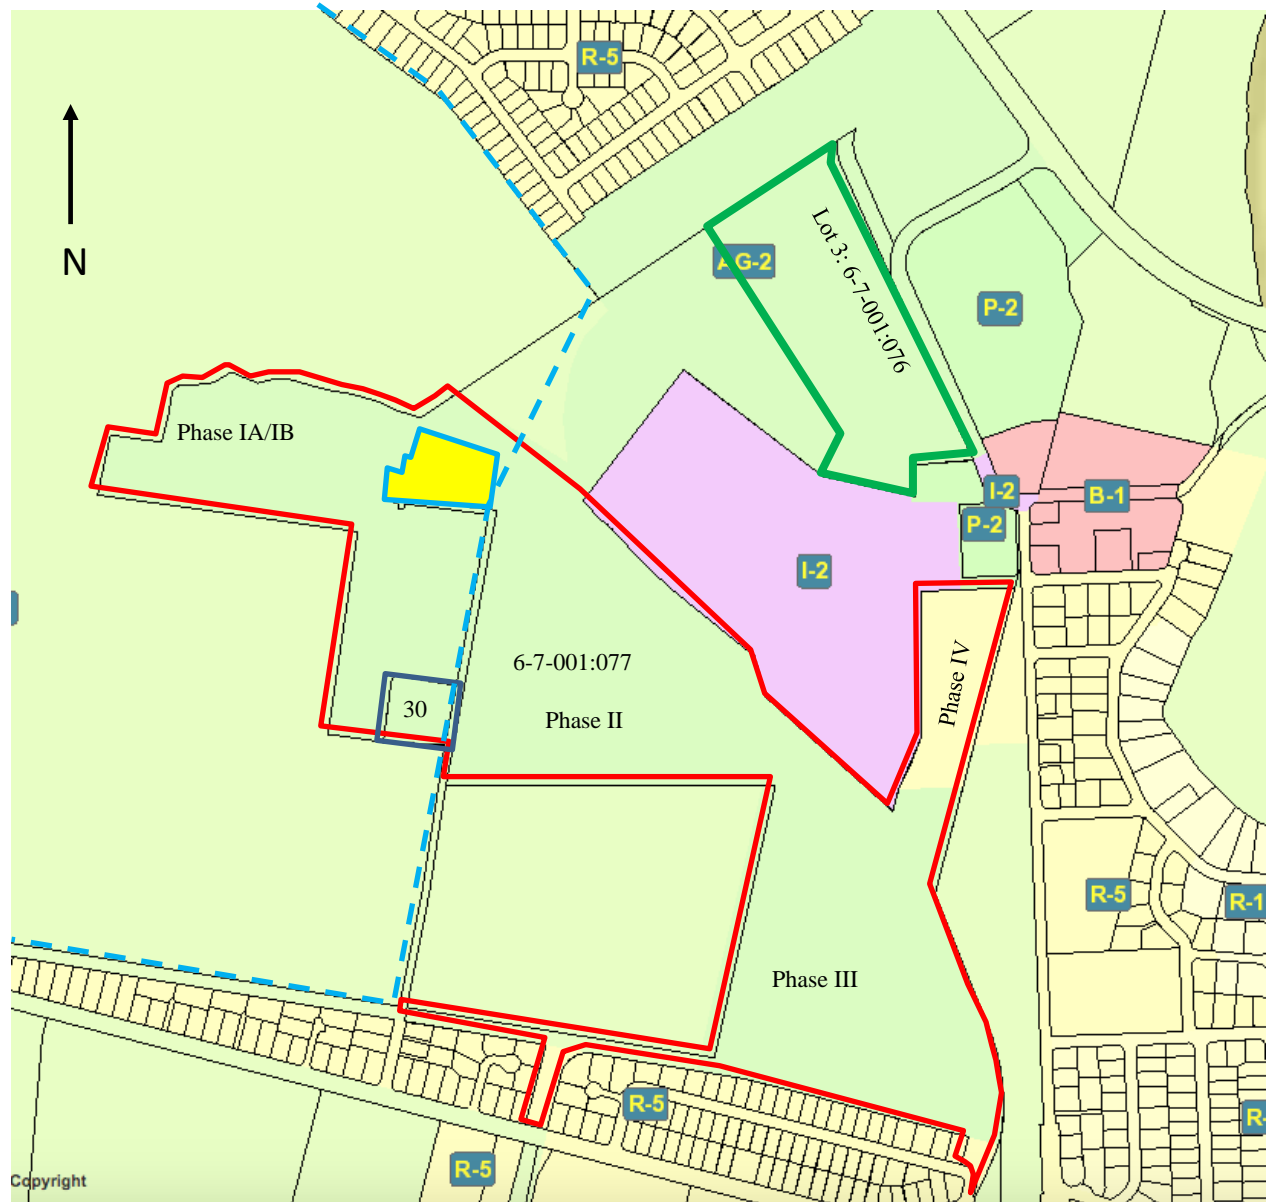 R-5
N
AG-2
Lot 3: 6-7-001:076
P-2
Phase IA/IB
I-2
B-1
P-2
I-2
6-7-001:077
Phase IV
30
Phase II
R-5
R-1
Phase III
R-5
R-
R-5
Copyright